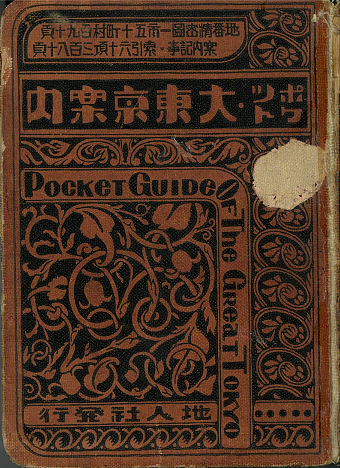 地番精密圖一市五十町村百九十頁
案内記事・索引六十項三百八十頁
ポケット・大東京案内
POCKET GUIDE
OF THE GREAT TOKYO
地人社發行